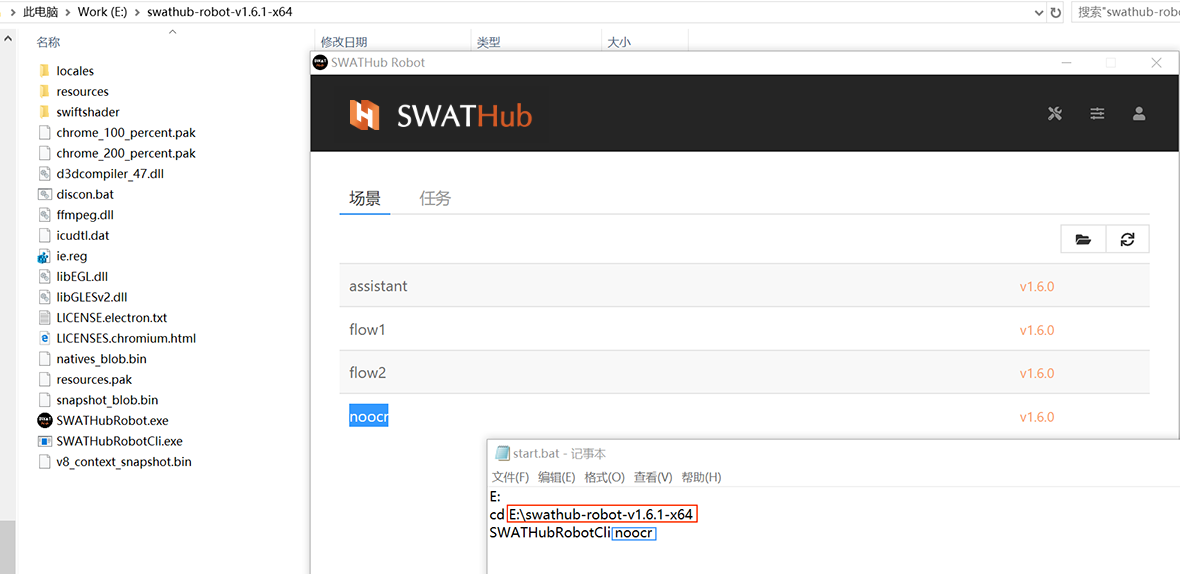 此电脑 > Work (E:) > swathub-robot-v1.6.1-x64
搜索"swathub-robo
名称
修改日期
类型
大小
locales
resources
swiftshader
chrome_100_percent.pak
chrome_200_percent.pak
d3dcompiler_47.dll
discon.bat
ffmpeg.dll
icudtl.dat
ie.reg
libEGL.dll
libGLESv2.dll
LICENSE.electron.txt
LICENSES.chromium.html
natives_blob.bin
resources.pak
snapshot_blob.bin
SWATHubRobot.exe
SWATHubRobotCli.exe
v8_context_snapshot.bin
SWATHub Robot
SWATHub
场景 任务
assistant v1.6.0
flow1 v1.6.0
flow2 v1.6.0
noocr v1.6.0
start.bat - 记事本
文件(F) 编辑(E) 格式(O) 查看(V) 帮助(H)
E:
cd E:\swathub-robot-v1.6.1-x64
SWATHubRobotCli noocr